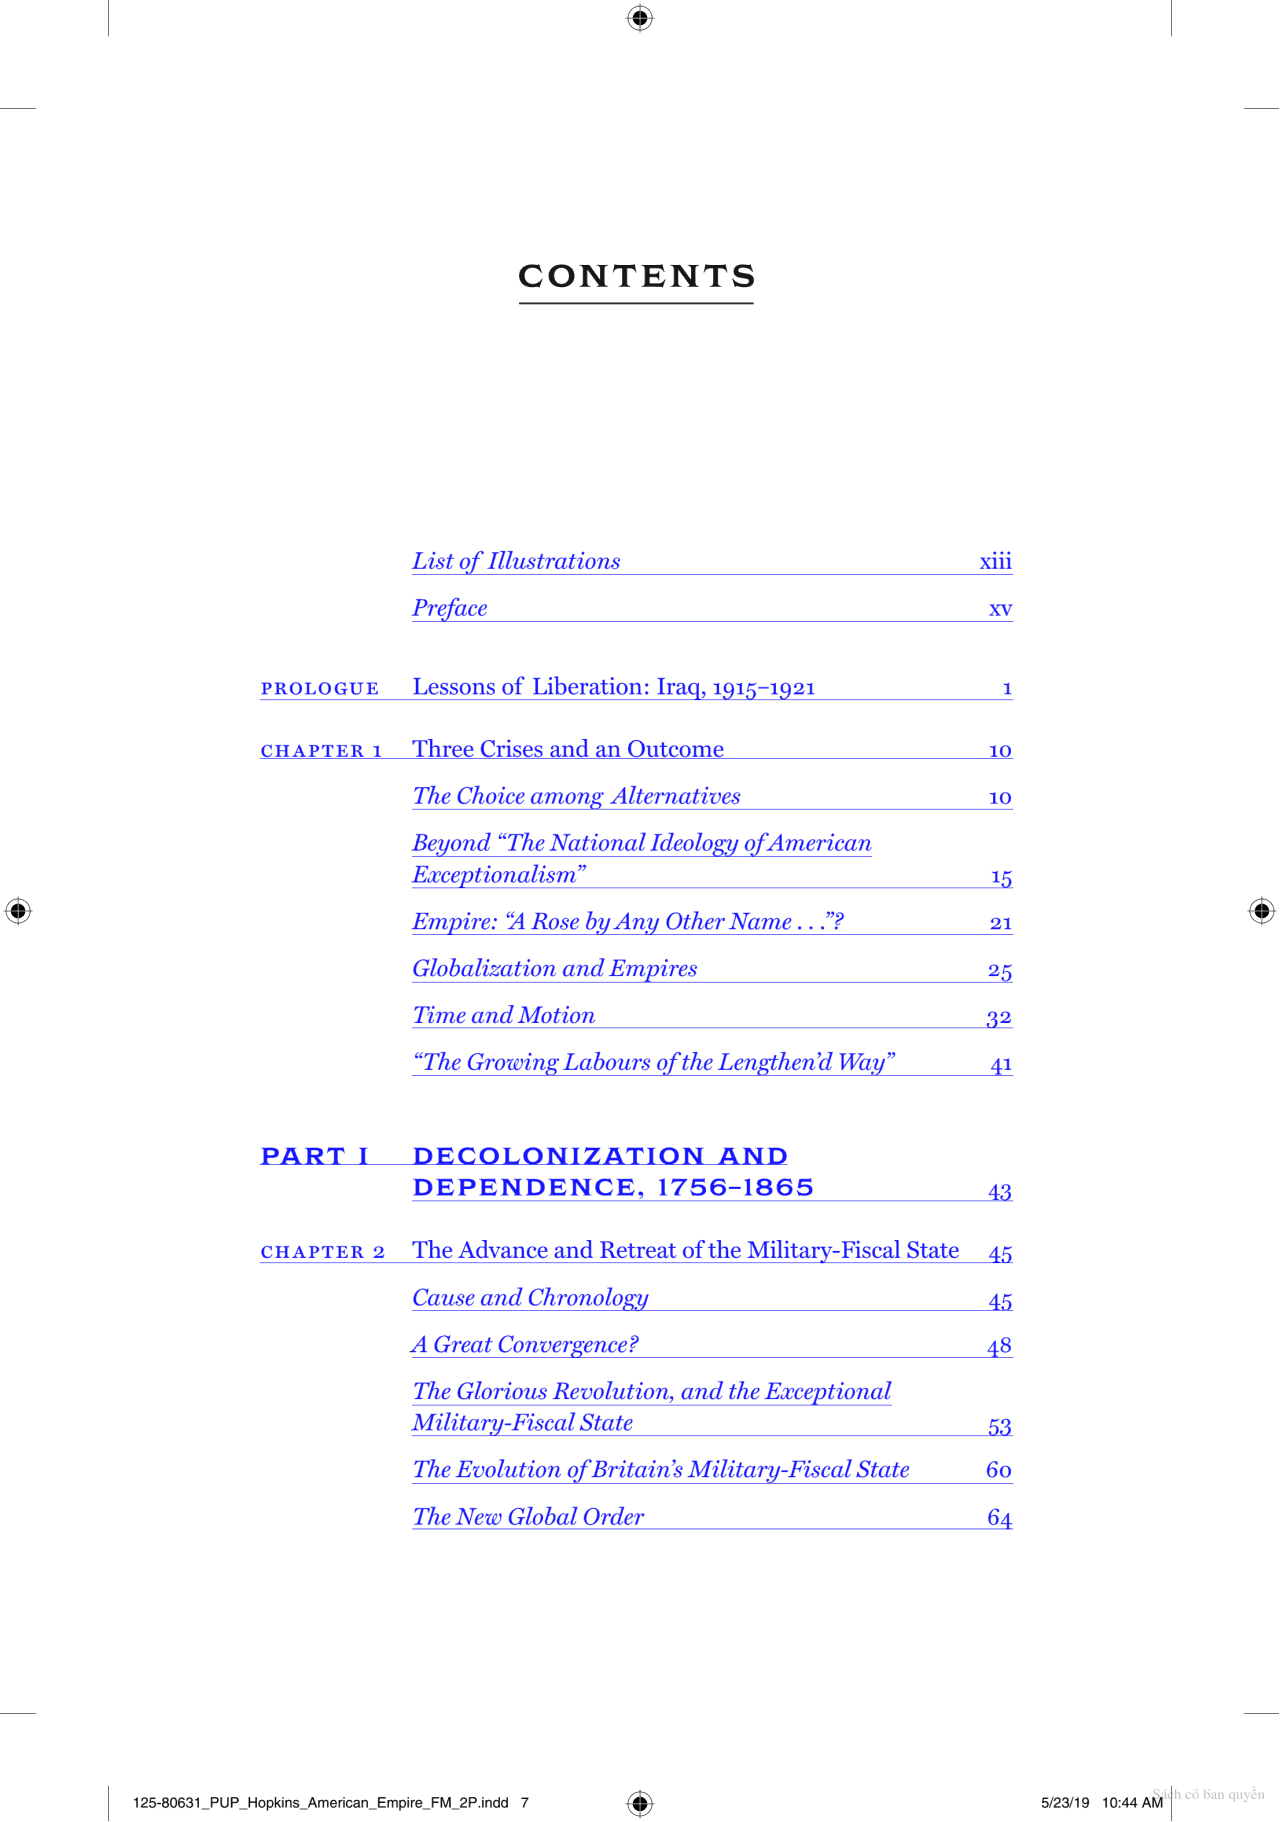 CONTENTS
List of Illustrations xiii
Preface xv
PROLOGUE Lessons of Liberation: Iraq, 1915–1921 1
CHAPTER 1 Three Crises and an Outcome 10
The Choice among Alternatives 10
Beyond “The National Ideology of American
Exceptionalism” 15
Empire: “A Rose by Any Other Name . . .”? 21
Globalization and Empires 25
Time and Motion 32
“The Growing Labours of the Lengthen’d Way” 41
PART I DECOLONIZATION AND
DEPENDENCE, 1756–1865 43
CHAPTER 2 The Advance and Retreat of the Military-Fiscal State 45
Cause and Chronology 45
A Great Convergence? 48
The Glorious Revolution, and the Exceptional
Military-Fiscal State 53
The Evolution of Britain’s Military-Fiscal State 60
The New Global Order 64
125-80631_PUP_Hopkins_American_Empire_FM_2P.indd 7 5/23/19 10:44 AM
Sách có bản quyền